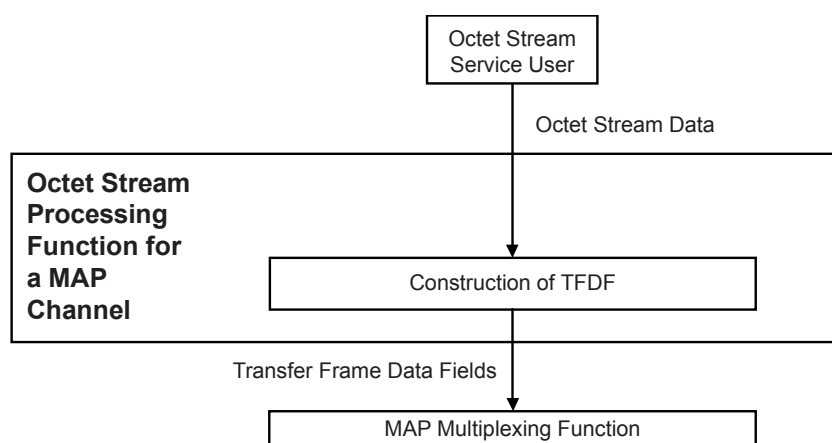 Octet Stream
Service User
Octet Stream Data
Octet Stream
Processing
Function for
a MAP
Channel
Construction of TFDF
Transfer Frame Data Fields
MAP Multiplexing Function